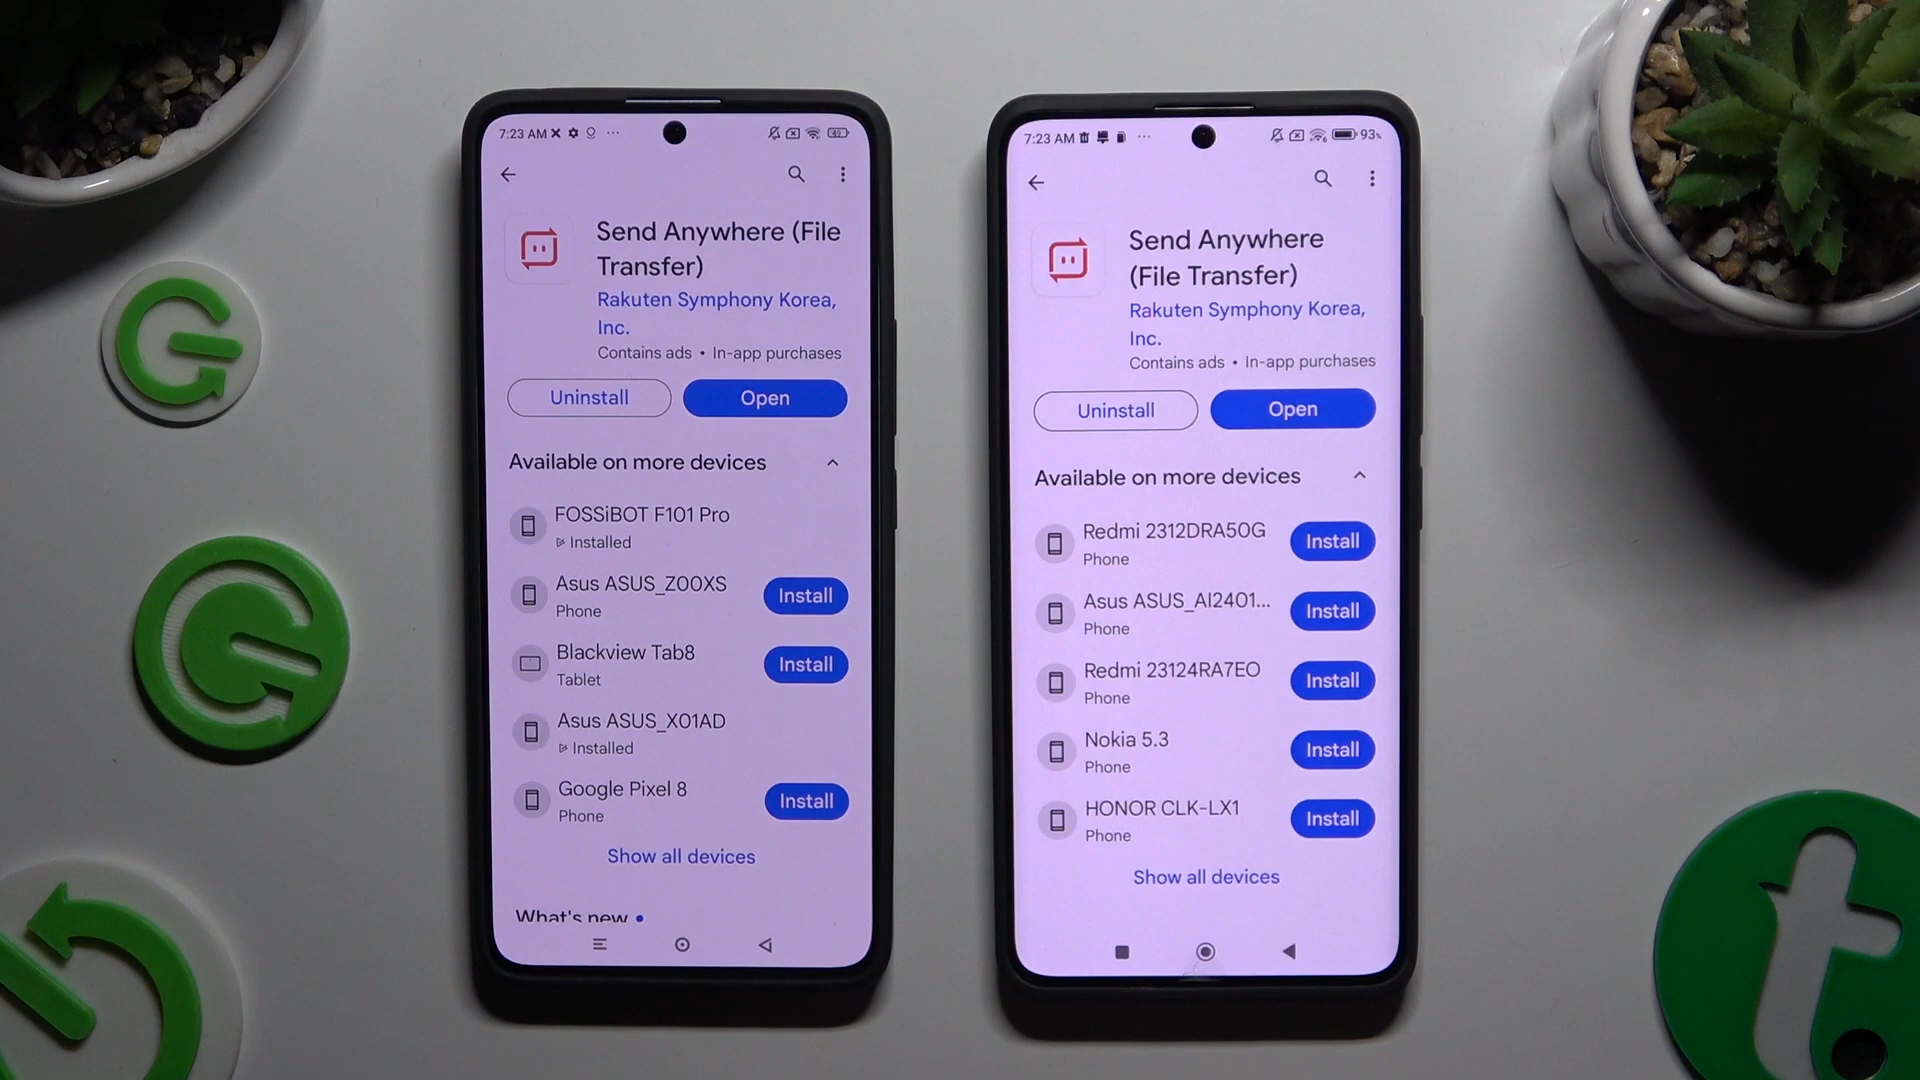 7:23 AM
49
Send Anywhere (File
Transfer)
Rakuten Symphony Korea,
Inc.
Contains ads • In-app purchases
Uninstall
Open
Available on more devices
FOSSiBOT F101 Pro
Installed
Asus ASUS_Z00XS
Phone
Install
Blackview Tab8
Tablet
Install
Asus ASUS_X01AD
Installed
Google Pixel 8
Phone
Install
Show all devices
What's new •
7:23 AM
93%
Send Anywhere
(File Transfer)
Rakuten Symphony Korea,
Inc.
Contains ads • In-app purchases
Uninstall
Open
Available on more devices
Redmi 2312DRA50G
Phone
Install
Asus ASUS_AI2401...
Phone
Install
Redmi 23124RA7EO
Phone
Install
Nokia 5.3
Phone
Install
HONOR CLK-LX1
Phone
Install
Show all devices
t